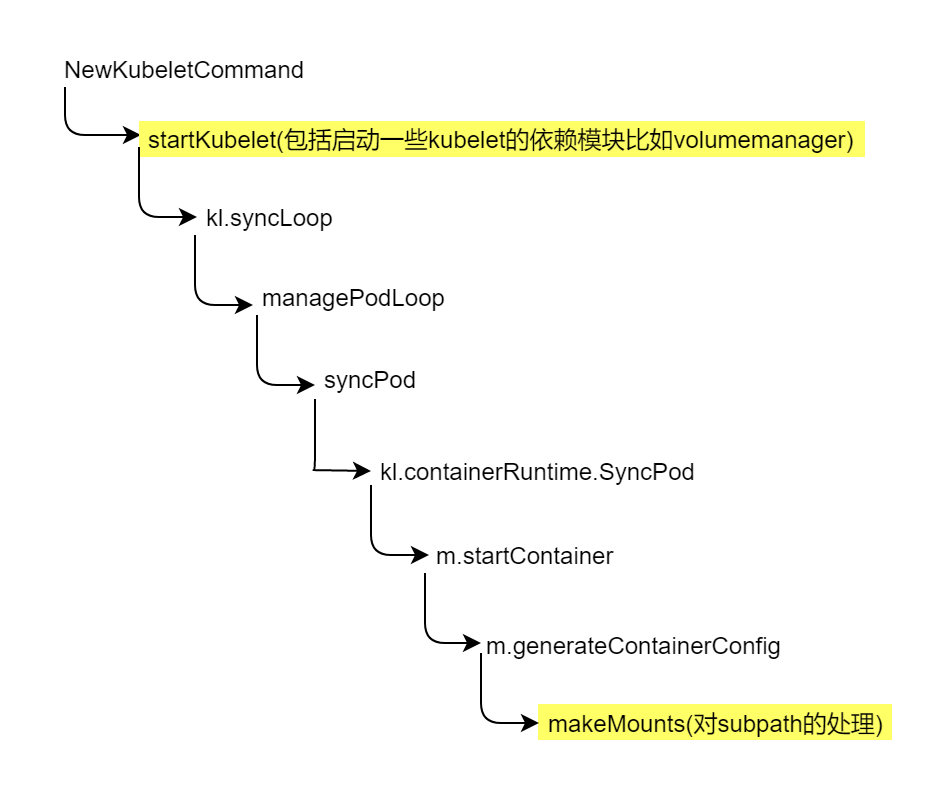 NewKubeletCommand
startKubelet(包括启动一些kubelet的依赖模块比如volumemanager)
kl.syncLoop
managePodLoop
syncPod
kl.containerRuntime.SyncPod
m.startContainer
m.generateContainerConfig
makeMounts(对subpath的处理)